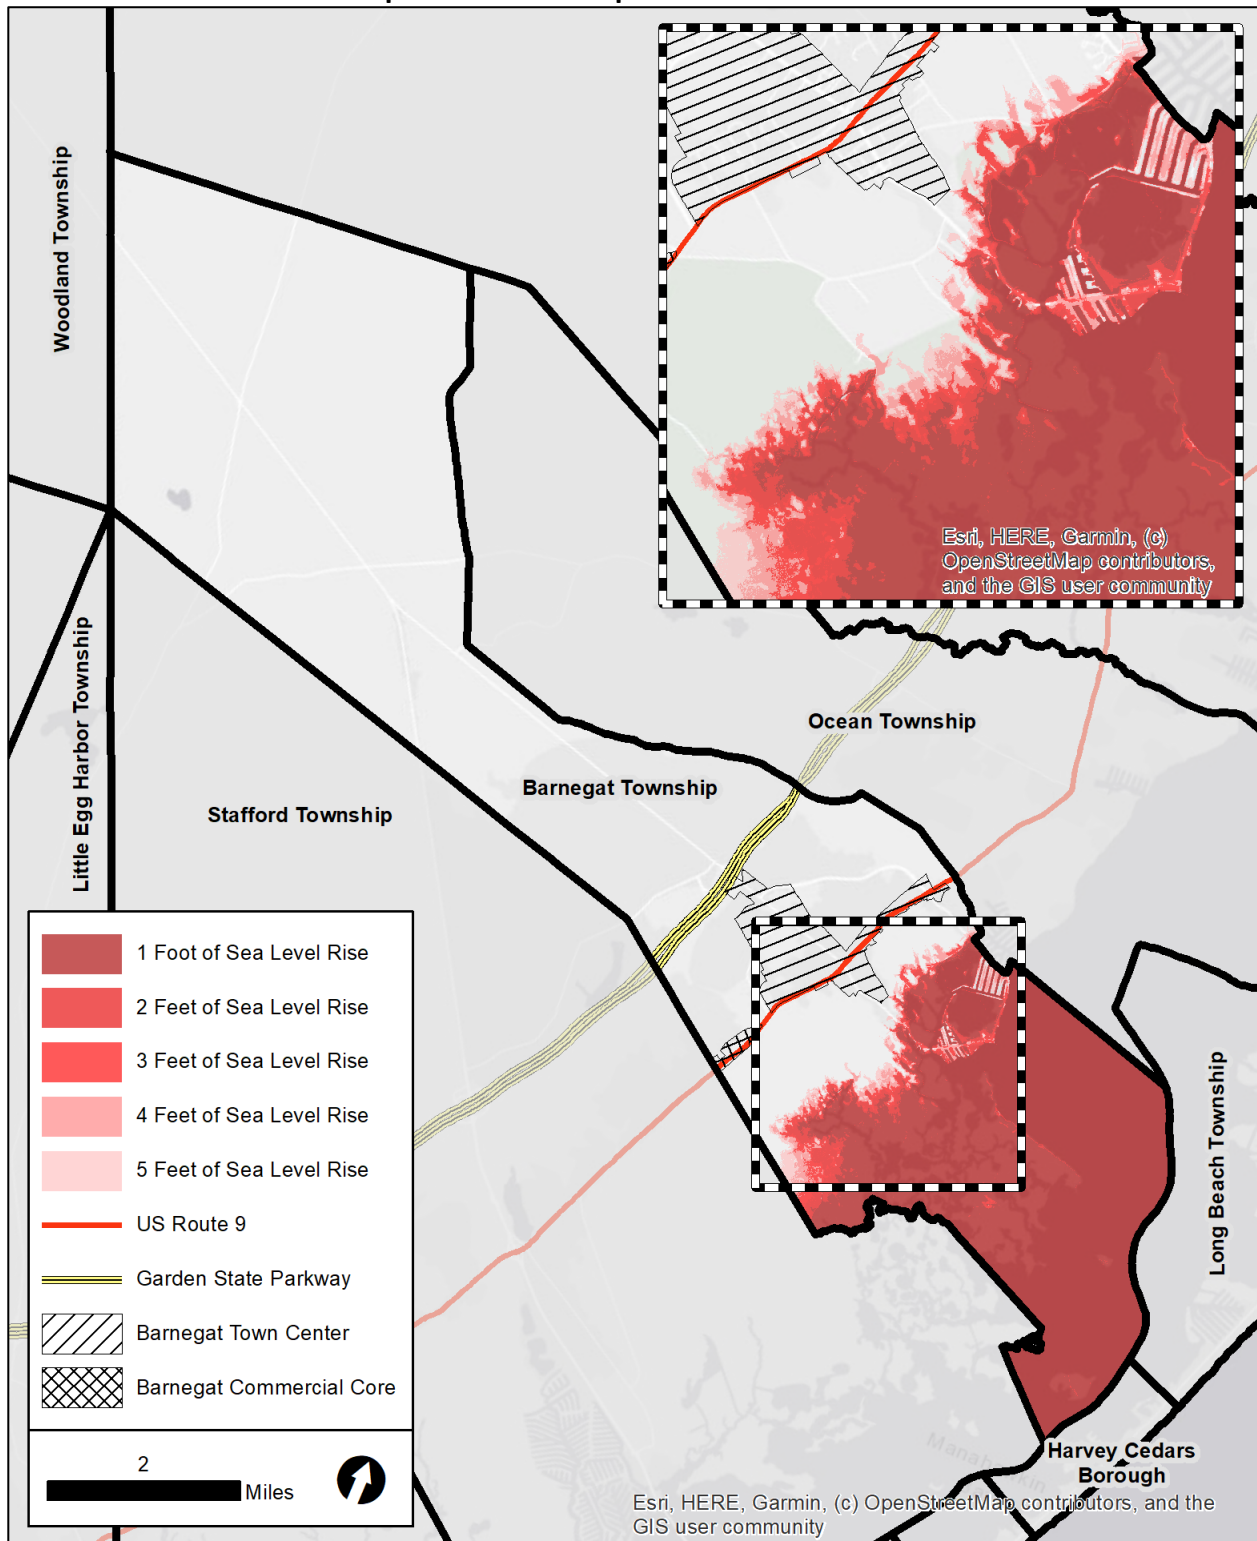 Woodland Township
Esri, HERE, Garmin, (c)
OpenStreetMap contributors,
and the GIS user community
Little Egg Harbor Township
Ocean Township
Barnegat Township
Stafford Township
1 Foot of Sea Level Rise
2 Feet of Sea Level Rise
3 Feet of Sea Level Rise
4 Feet of Sea Level Rise
5 Feet of Sea Level Rise
US Route 9
Garden State Parkway
Barnegat Town Center
Barnegat Commercial Core
2
Miles
Long Beach Township
Harvey Cedars
Borough
Esri, HERE, Garmin, (c) OpenStreetMap contributors, and the
GIS user community